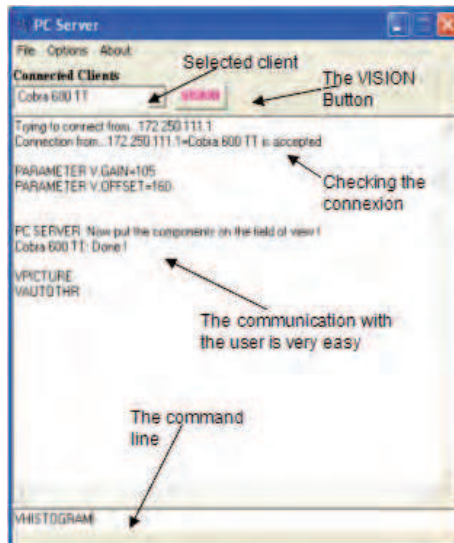 PC Server
File Options About
Connected Clients
Selected client
Cobra 600 TT
VISION
The VISION
Button
Trying to connect from...172.250.111.1
Connection from...172.250.111.1=Cobra 600 TT is accepted
Checking the
connexion
PARAMETER V.GAIN=105
PARAMETER V.OFFSET=160
PC SERVER: Now put the components on the field of view !
Cobra 600 TT: Done !
VPICTURE
VAUTOTHR
The communication with
the user is very easy
The command
line
VHISTOGRAM